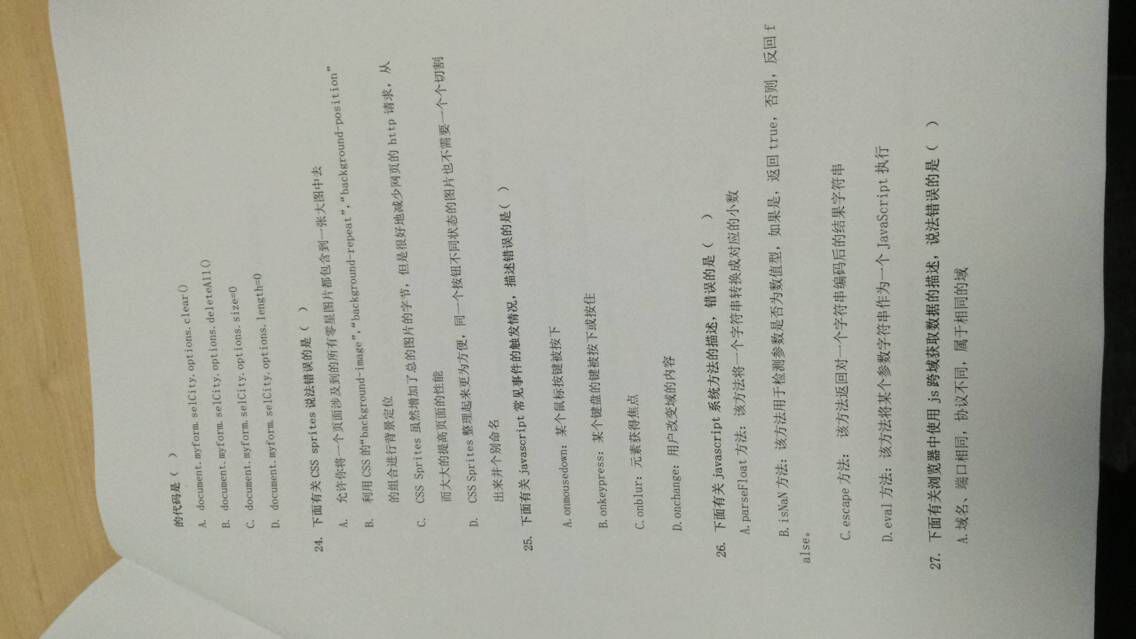 的代码是（ ）
A. document.myform.selCity.options.clear()
B. document.myform.selCity.options.deleteAll()
C. document.myform.selCity.options.size=0
D. document.myform.selCity.options.length=0
24. 下面有关 CSS sprites 说法错误的是（ ）
A. 允许你将一个页面涉及到的所有零星图片都包含到一张大图中去
B. 利用 CSS 的“background-image”,“background-repeat”,“background-position”
的组合进行背景定位
C. CSS Sprites 虽然增加了总的图片的字节，但是很好地减少网页的 http 请求，从
而大大的提高页面的性能
D. CSS Sprites 整理起来更为方便，同一个按钮不同状态的图片也不需要一个个切割
出来并个别命名
25. 下面有关 javascript 常见事件的触发情况，描述错误的是( )
A.onmousedown：某个鼠标按键被按下
B.onkeypress：某个键盘的键被按下或按住
C.onblur：元素获得焦点
D.onchange：用户改变域的内容
26. 下面有关 javascript 系统方法的描述，错误的是（ ）
A.parseFloat 方法：该方法将一个字符串转换成对应的小数
B.isNaN 方法：该方法用于检测参数是否为数值型，如果是，返回 true，否则，反回 f
alse。
C.escape 方法： 该方法返回对一个字符串编码后的结果字符串
D.eval 方法：该方法将某个参数字符串作为一个 JavaScript 执行
27. 下面有关浏览器中使用 js 跨域获取数据的描述，说法错误的是（ ）
A.域名、端口相同，协议不同，属于相同的域